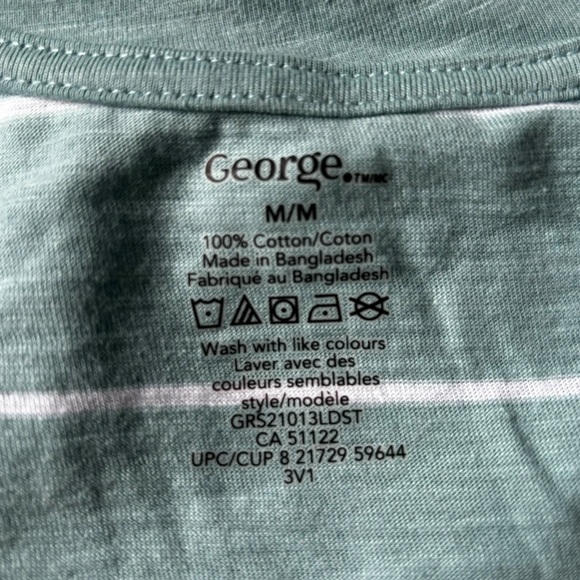 George.®TM/MC
M/M
100% Cotton/Coton
Made in Bangladesh
Fabriqué au Bangladesh
Wash with like colours
Laver avec des
couleurs semblables
style/modèle
GRS21013LDST
CA 51122
UPC/CUP 8 21729 59644
3V1